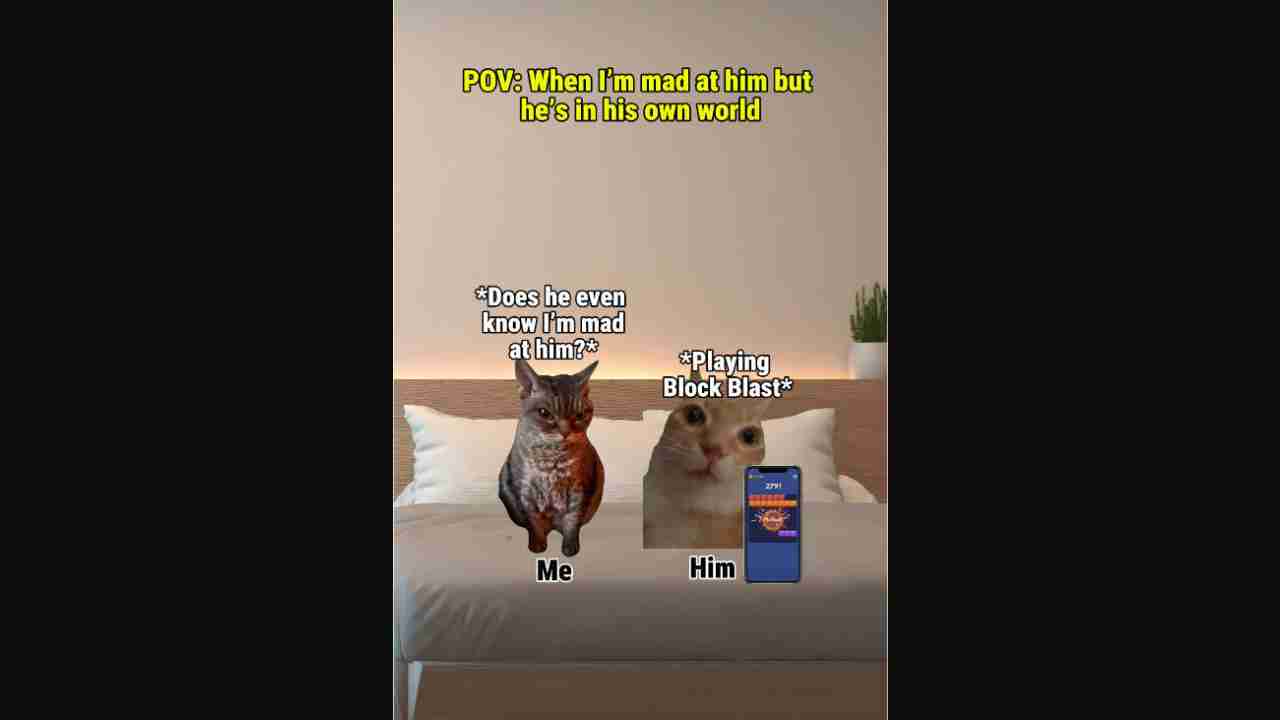 POV: When I'm mad at him but
he's in his own world
*Does he even
know I'm mad
at him?*
*Playing
Block Blast*
Me
Him
2791